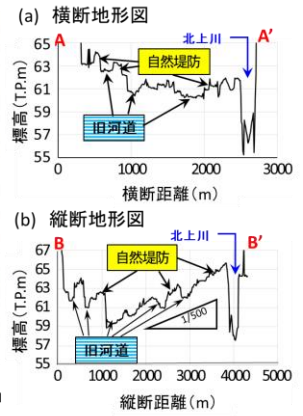 (a) 横断地形図
A
A’
65
63
61
59
57
55
標高(T.P.m)
自然堤防
旧河道
北上川
0
1000
2000
3000
横断距離(m)
(b) 縦断地形図
B
B’
67
65
63
61
59
57
55
標高(T.P.m)
自然堤防
旧河道
北上川
1/500
0
1000
2000
3000
4000
5000
縦断距離(m)